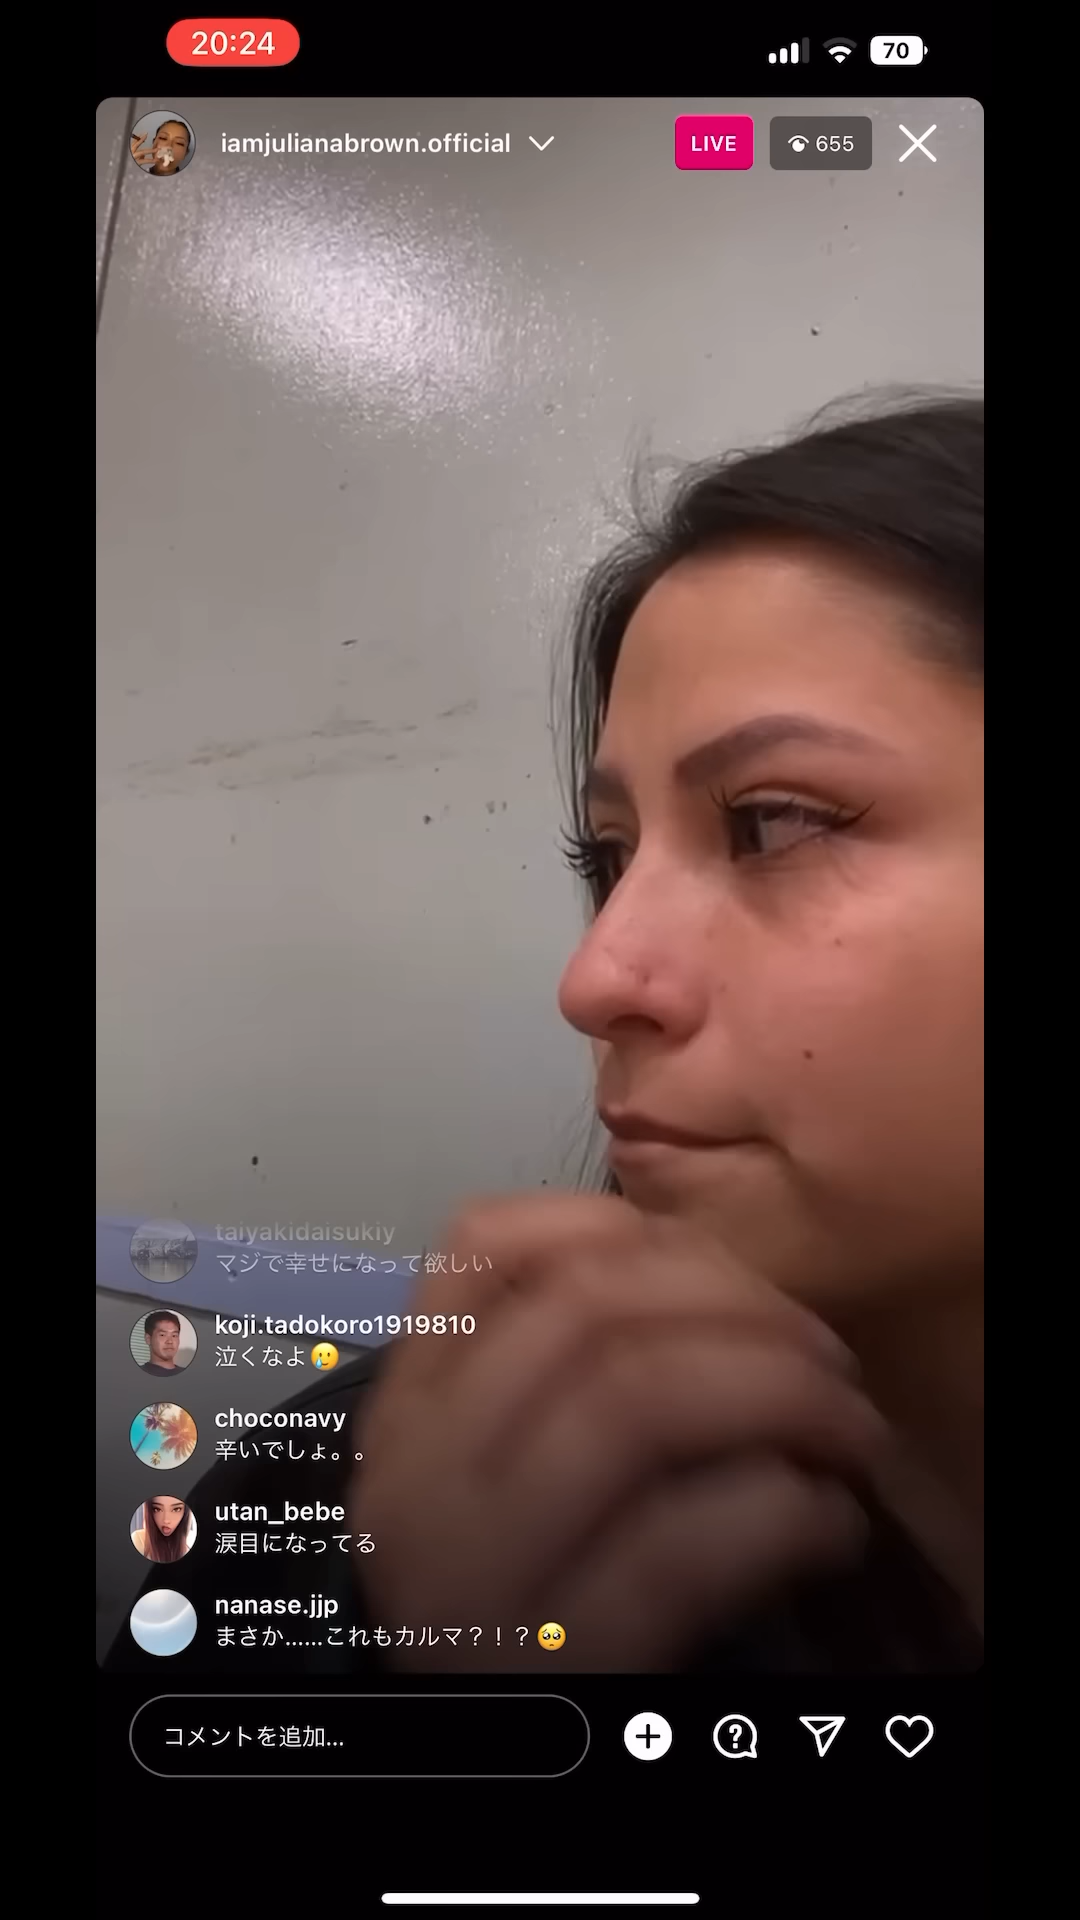 20:24
70
iamjulianabrown.official
LIVE
655
taiyakidaisukiy
マジで幸せになって欲しい
koji.tadokoro1919810
泣くなよ🥲
choconavy
辛いでしょ。。
utan_bebe
涙目になってる
nanase.jjp
まさか……これもカルマ？！？🥺
コメントを追加...